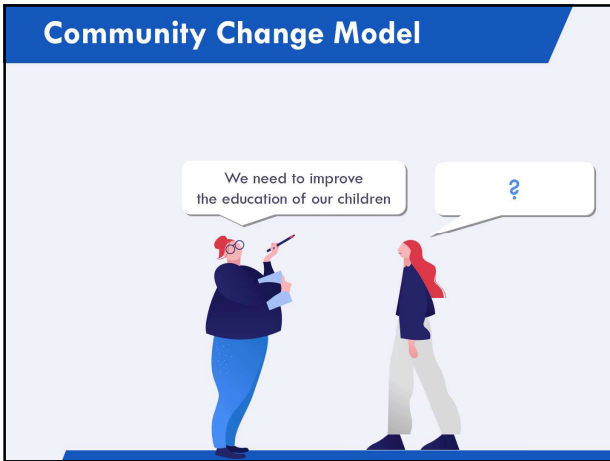 Community Change Model
We need to improve
the education of our children
?